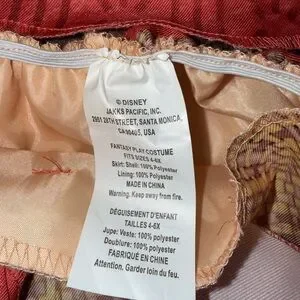 © DISNEY
JAKKS PACIFIC, INC.
2951 28TH STREET, SANTA MONICA,
CA 90405, USA
FANTASY PLAY COSTUME
FITS SIZES 4-6X
Skirt: Shell: 100% Polyester
Lining: 100% Polyester
MADE IN CHINA
Warning. Keep away from fire.
DÉGUISEMENT D'ENFANT
TAILLES 4-6X
Jupe: Veste: 100% polyester
Doublure: 100% polyester
FABRIQUÉ EN CHINE
Attention. Garder loin du feu.